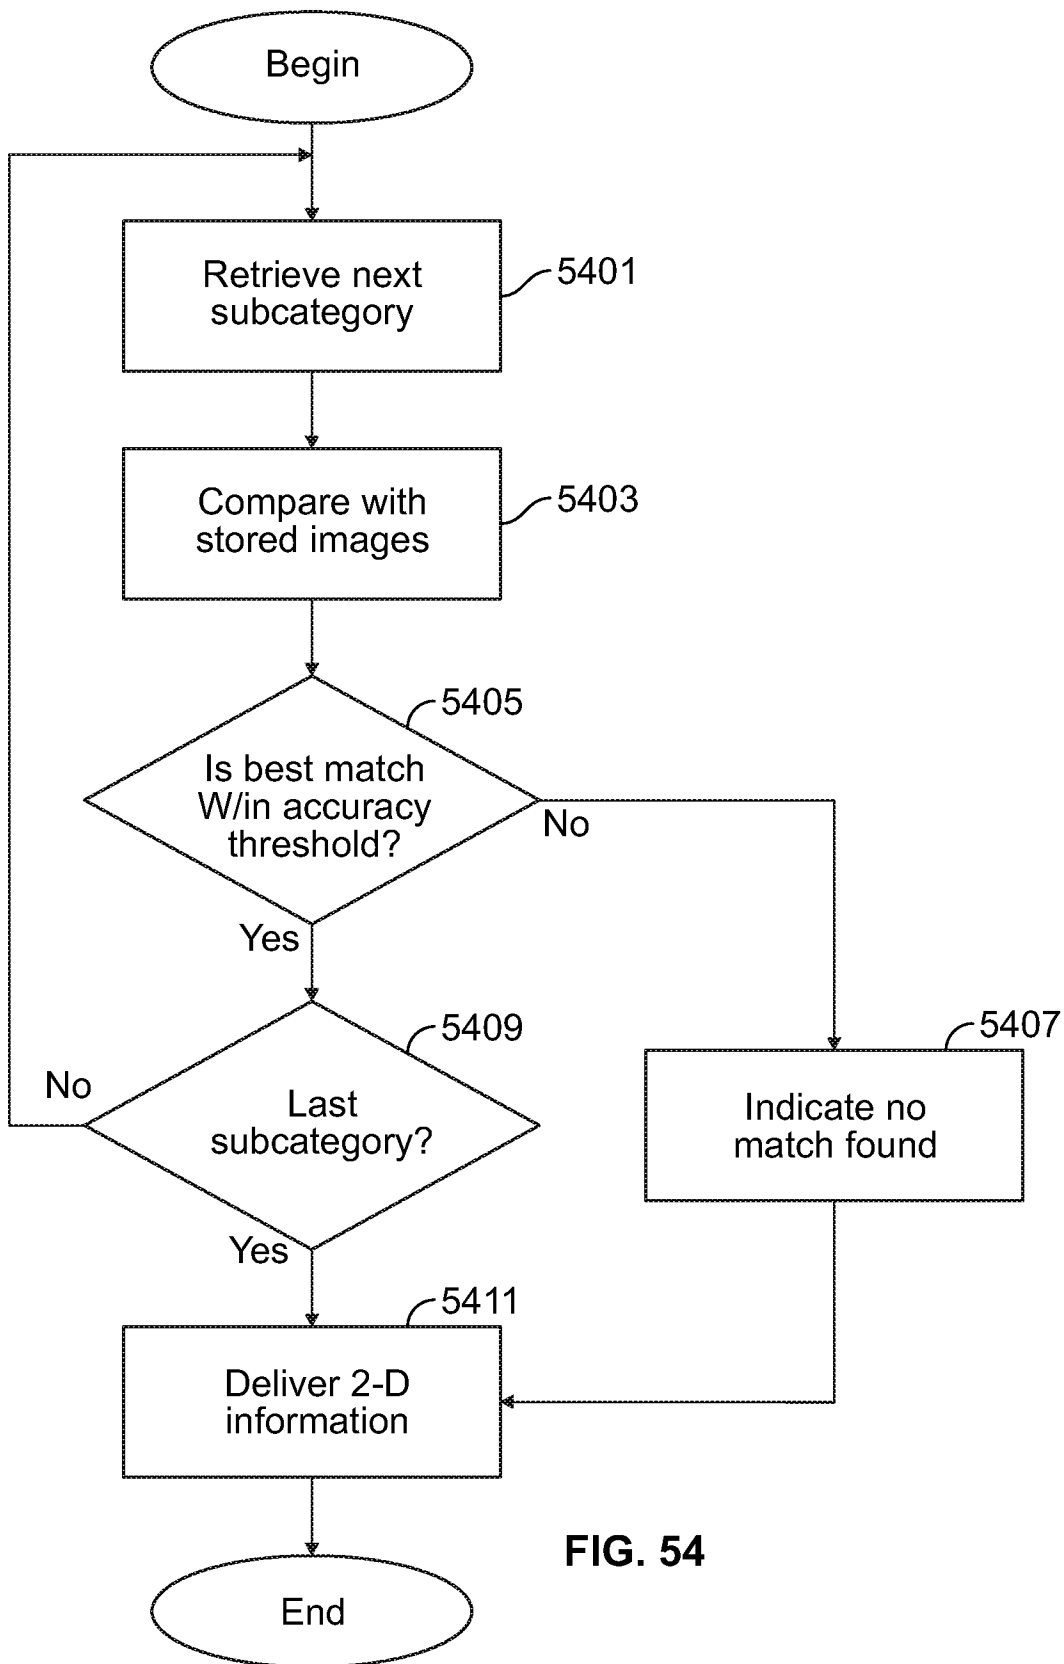 Begin
Retrieve next
subcategory
5401
Compare with
stored images
5403
5405
Is best match
W/in accuracy
threshold?
No
Yes
5409
5407
No
Last
subcategory?
Indicate no
match found
Yes
5411
Deliver 2-D
information
FIG. 54
End